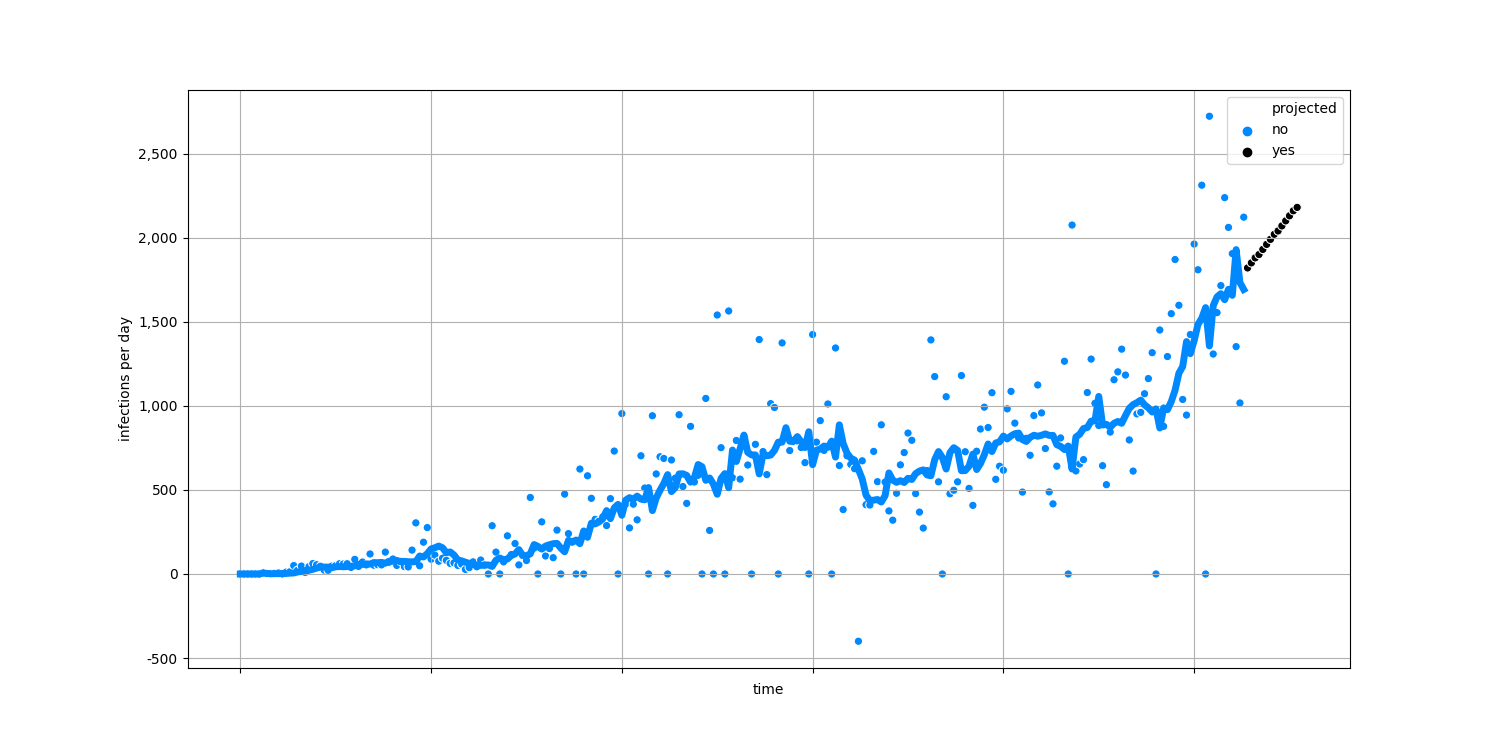 projected
no
yes
2,500
2,000
1,500
1,000
500
0
-500
infections per day
time